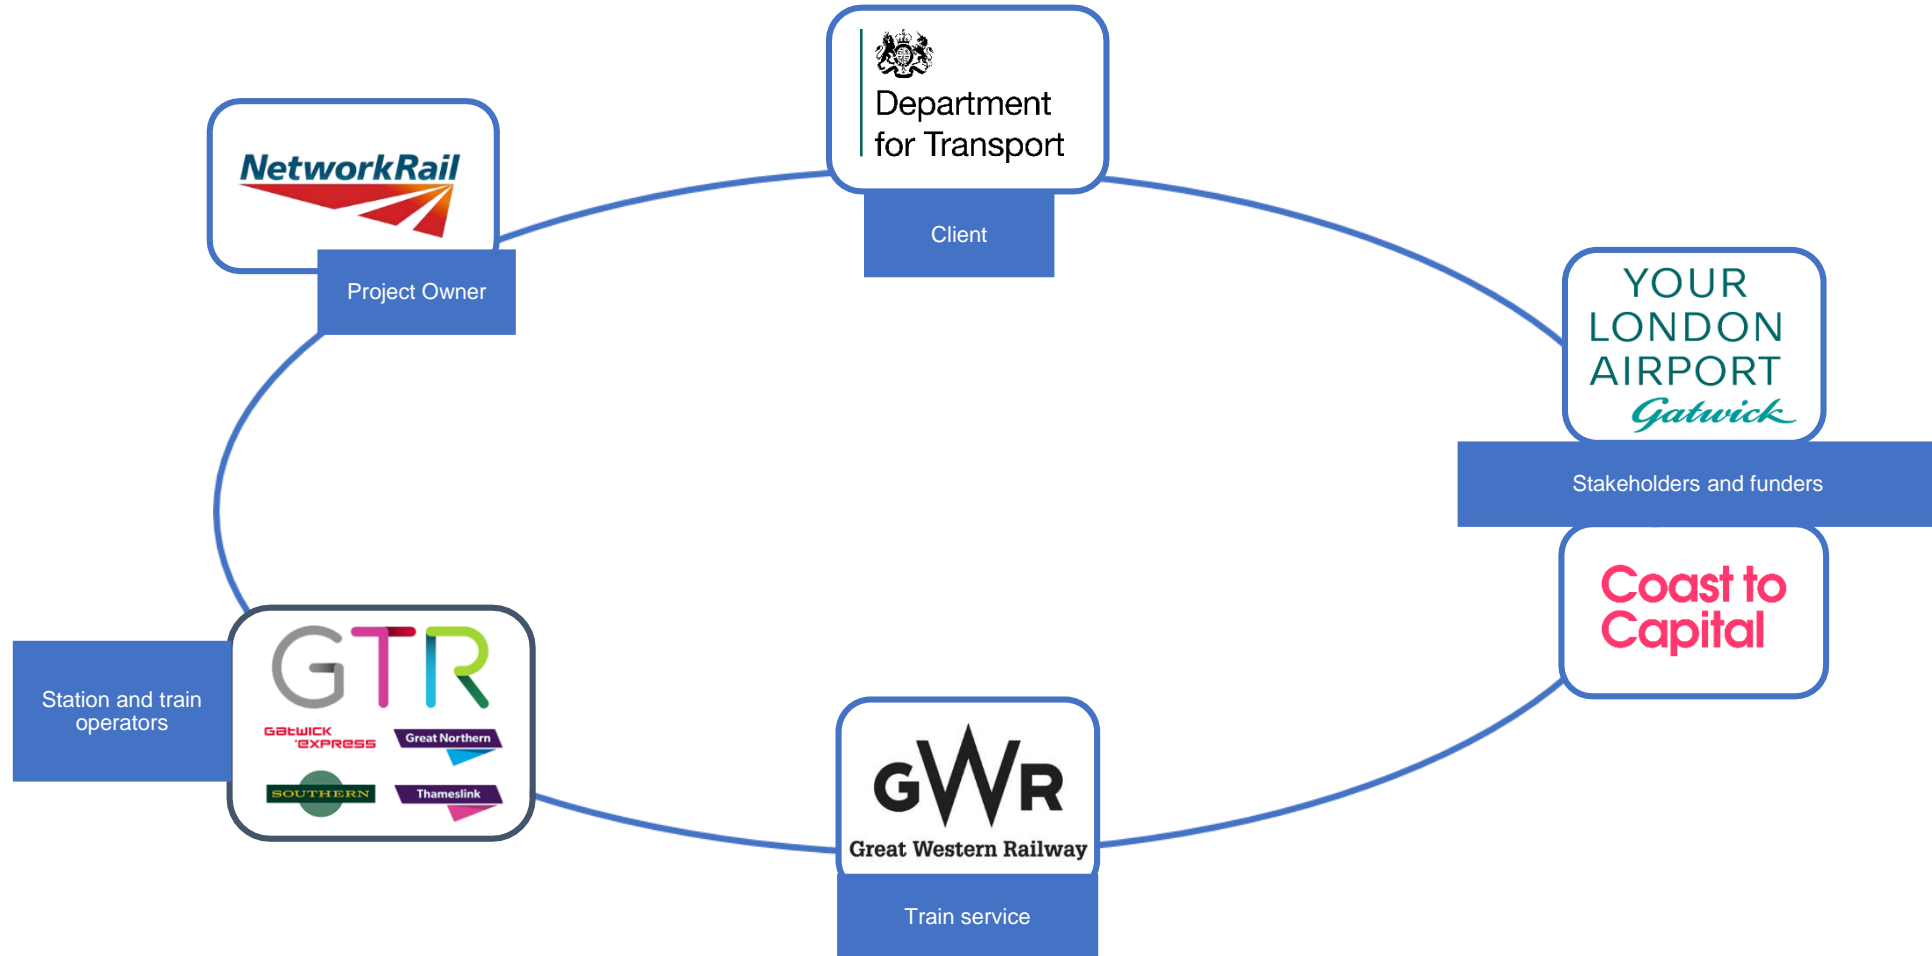 Department
for Transport
Client
NetworkRail
Project Owner
YOUR
LONDON
AIRPORT
Gatwick
Stakeholders and funders
Coast to
Capital
GWR
Great Western Railway
Train service
GTR
GATWICK
EXPRESS
Great Northern
SOUTHERN
Thameslink
Station and train
operators